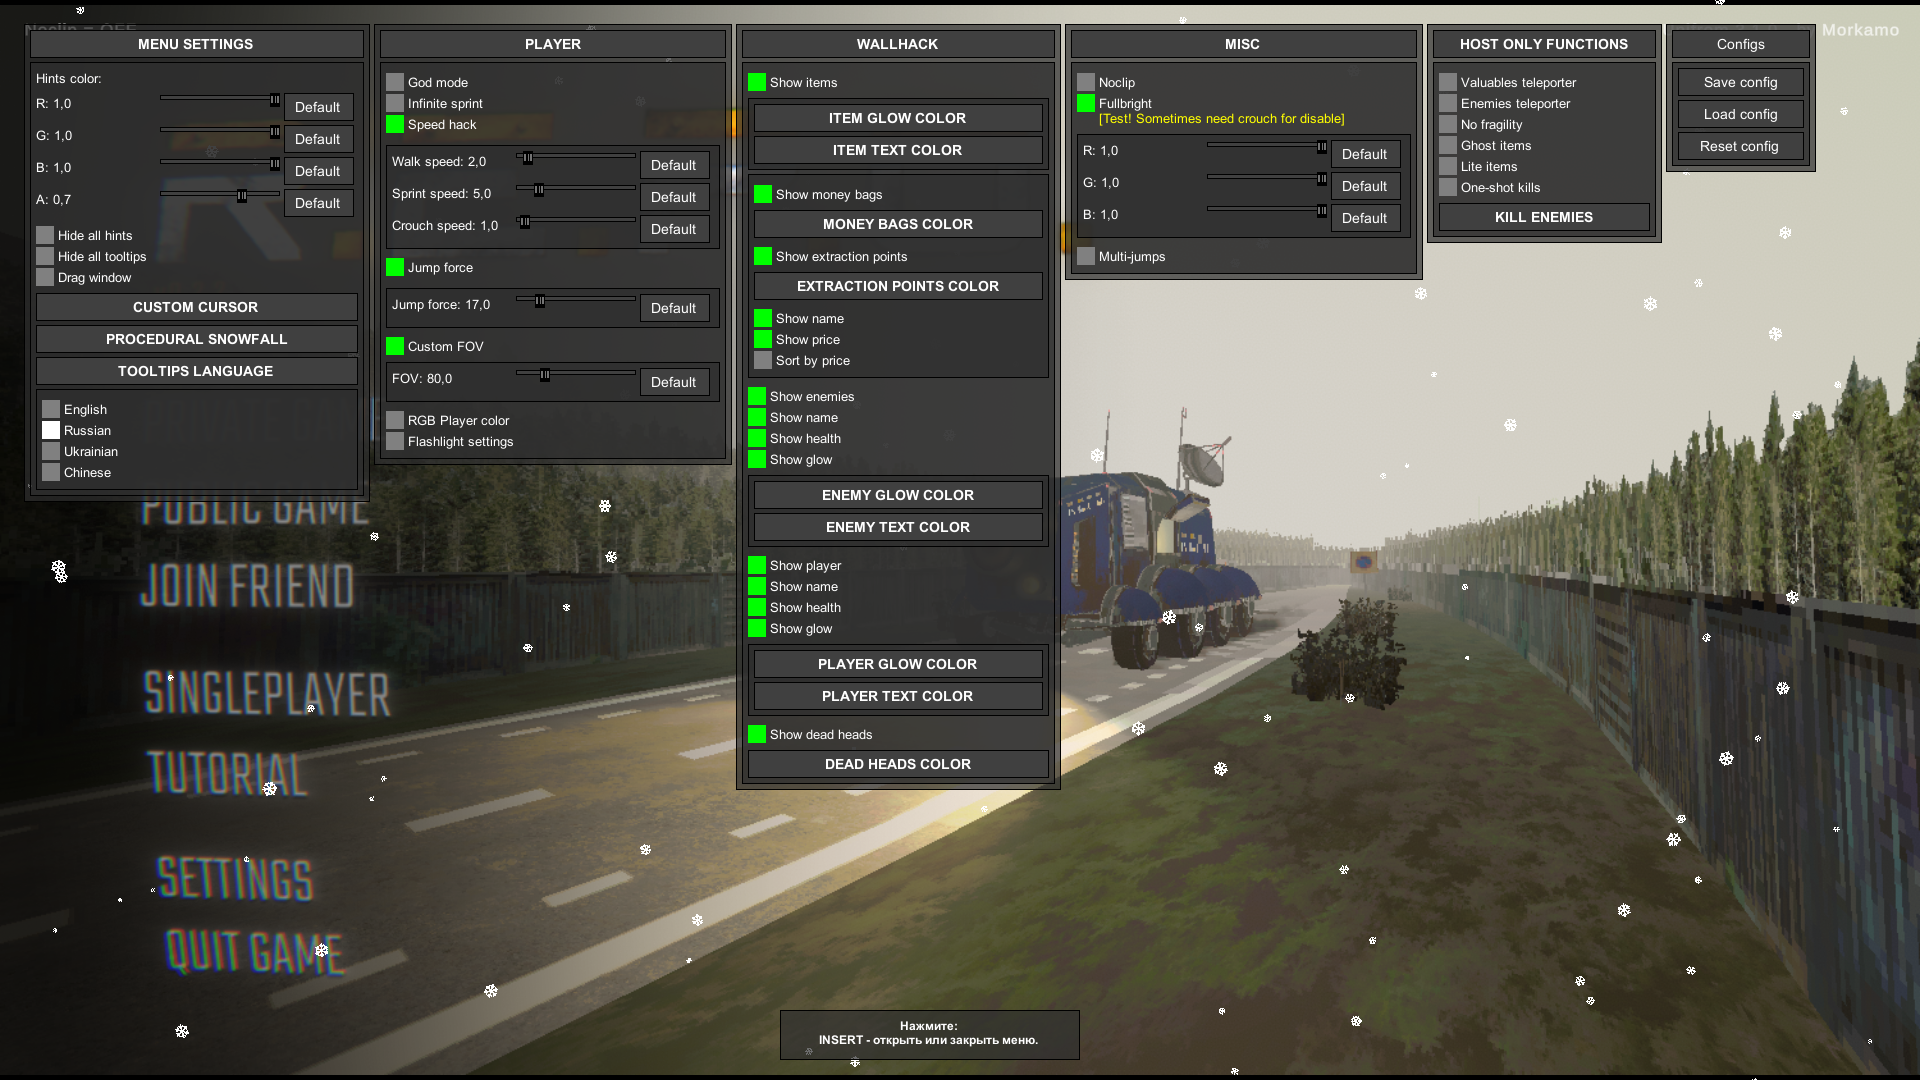 Noclip = OFF
Morkamo
MENU SETTINGS
Hints color:
R: 1,0
Default
G: 1,0
Default
B: 1,0
Default
A: 0,7
Default
Hide all hints
Hide all tooltips
Drag window
CUSTOM CURSOR
PROCEDURAL SNOWFALL
TOOLTIPS LANGUAGE
English
Russian
Ukrainian
Chinese
PLAYER
God mode
Infinite sprint
Speed hack
Walk speed: 2,0
Default
Sprint speed: 5,0
Default
Crouch speed: 1,0
Default
Jump force
Jump force: 17,0
Default
Custom FOV
FOV: 80,0
Default
RGB Player color
Flashlight settings
WALLHACK
Show items
ITEM GLOW COLOR
ITEM TEXT COLOR
Show money bags
MONEY BAGS COLOR
Show extraction points
EXTRACTION POINTS COLOR
Show name
Show price
Sort by price
Show enemies
Show name
Show health
Show glow
ENEMY GLOW COLOR
ENEMY TEXT COLOR
Show player
Show name
Show health
Show glow
PLAYER GLOW COLOR
PLAYER TEXT COLOR
Show dead heads
DEAD HEADS COLOR
MISC
Noclip
Fullbright
[Test! Sometimes need crouch for disable]
R: 1,0
Default
G: 1,0
Default
B: 1,0
Default
Multi-jumps
HOST ONLY FUNCTIONS
Valuables teleporter
Enemies teleporter
No fragility
Ghost items
Lite items
One-shot kills
KILL ENEMIES
Configs
Save config
Load config
Reset config
PRIVATE GAME
PUBLIC GAME
JOIN FRIEND
SINGLEPLAYER
TUTORIAL
SETTINGS
QUIT GAME
Нажмите:
INSERT - открыть или закрыть меню.